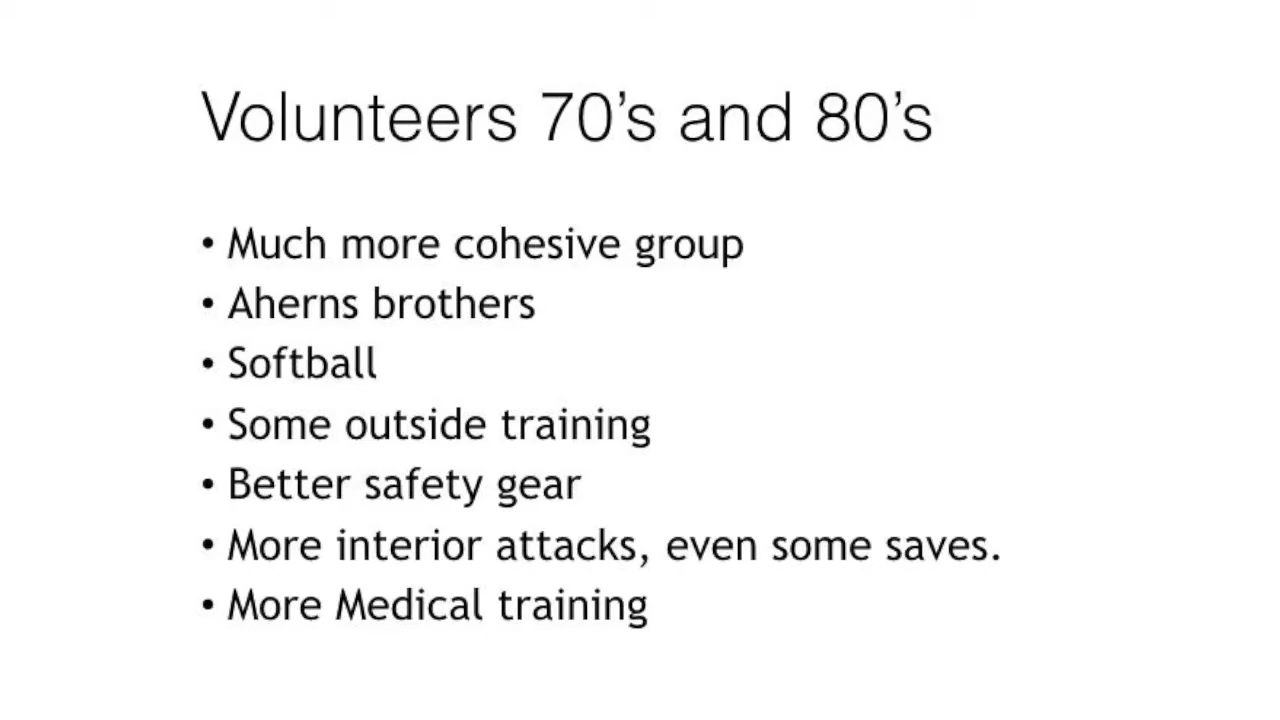 Volunteers 70’s and 80’s
• Much more cohesive group
• Aherns brothers
• Softball
• Some outside training
• Better safety gear
• More interior attacks, even some saves.
• More Medical training